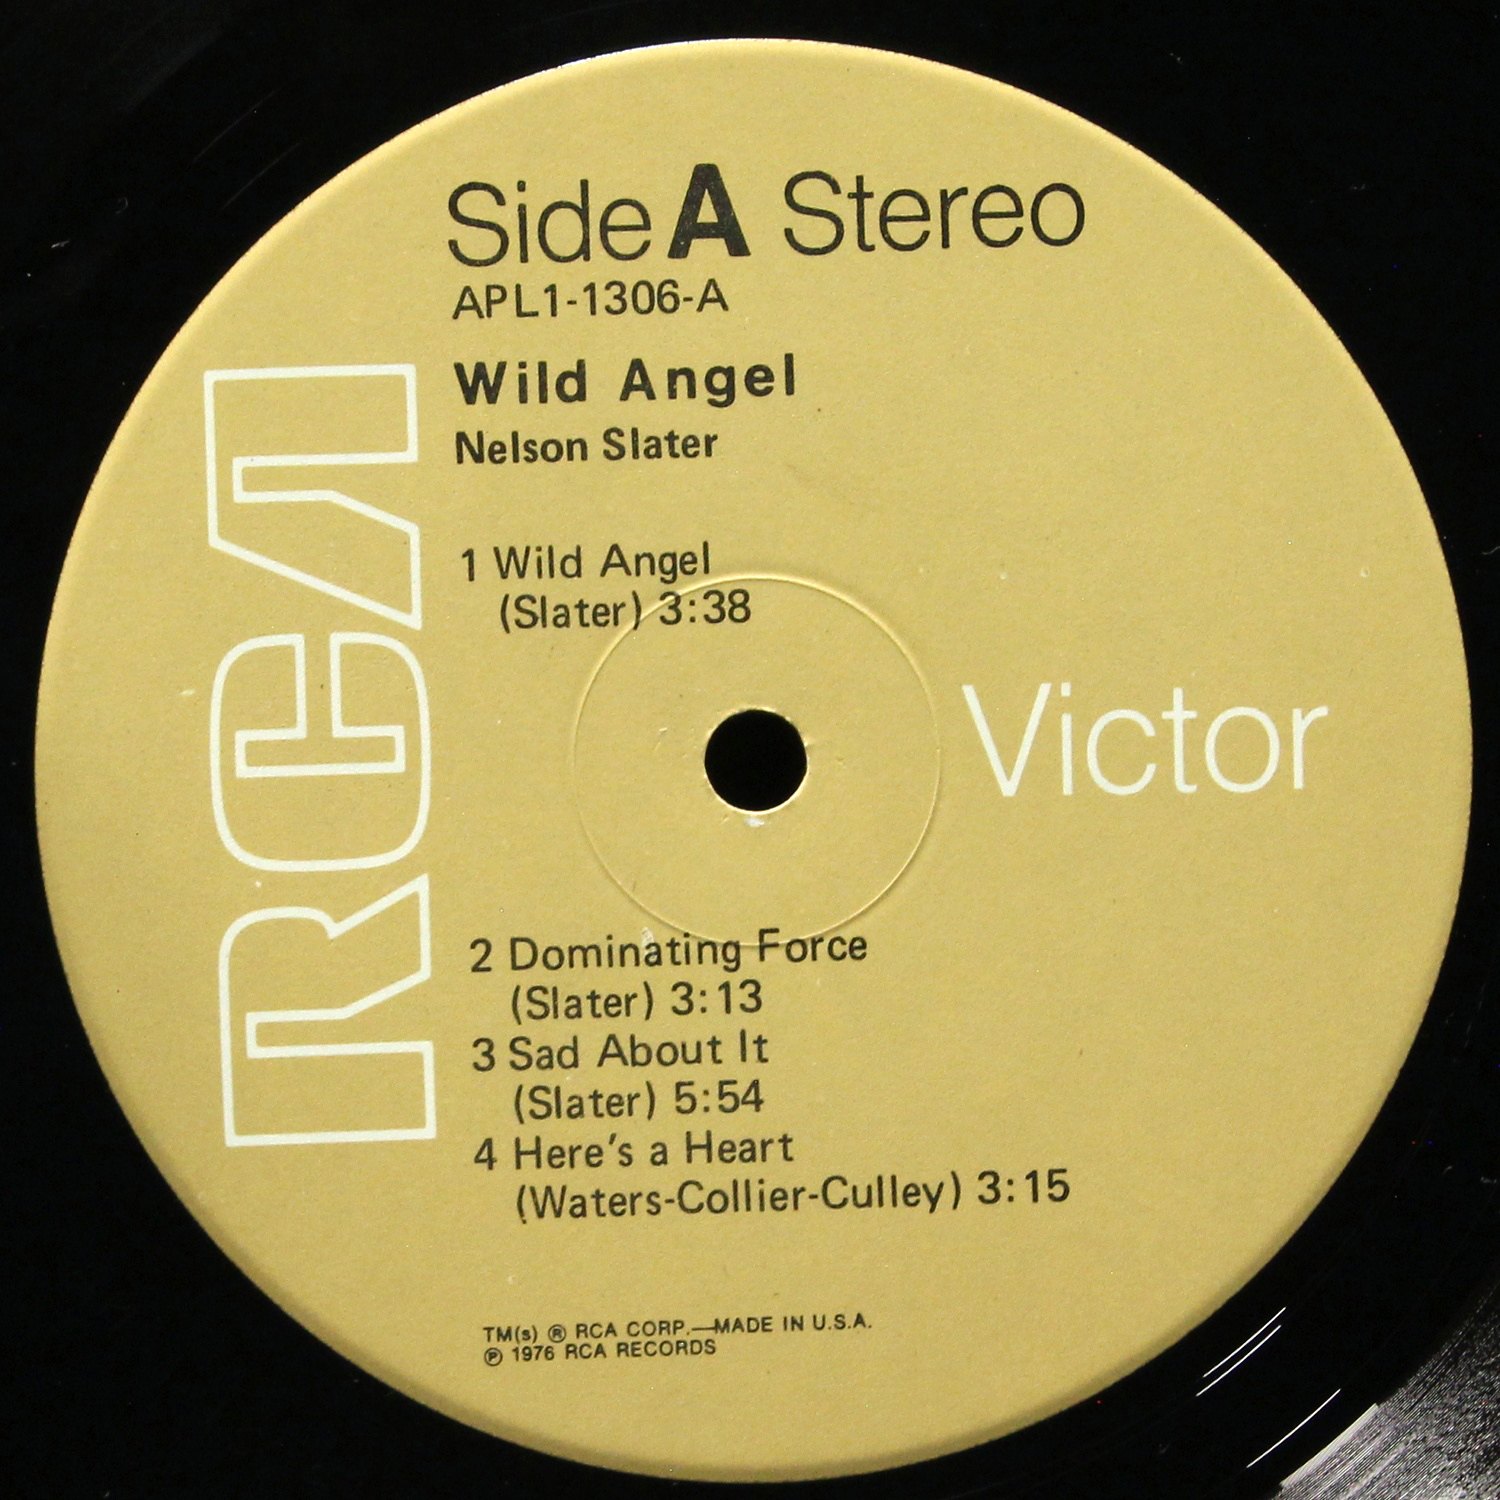 Side A Stereo
APL1-1306-A
Wild Angel
Nelson Slater
1 Wild Angel
(Slater) 3:38
RCA
Victor
2 Dominating Force
(Slater) 3:13
3 Sad About It
(Slater) 5:54
4 Here's a Heart
(Waters-Collier-Culley) 3:15
TM(s) ® RCA CORP.—MADE IN U.S.A.
℗ 1976 RCA RECORDS